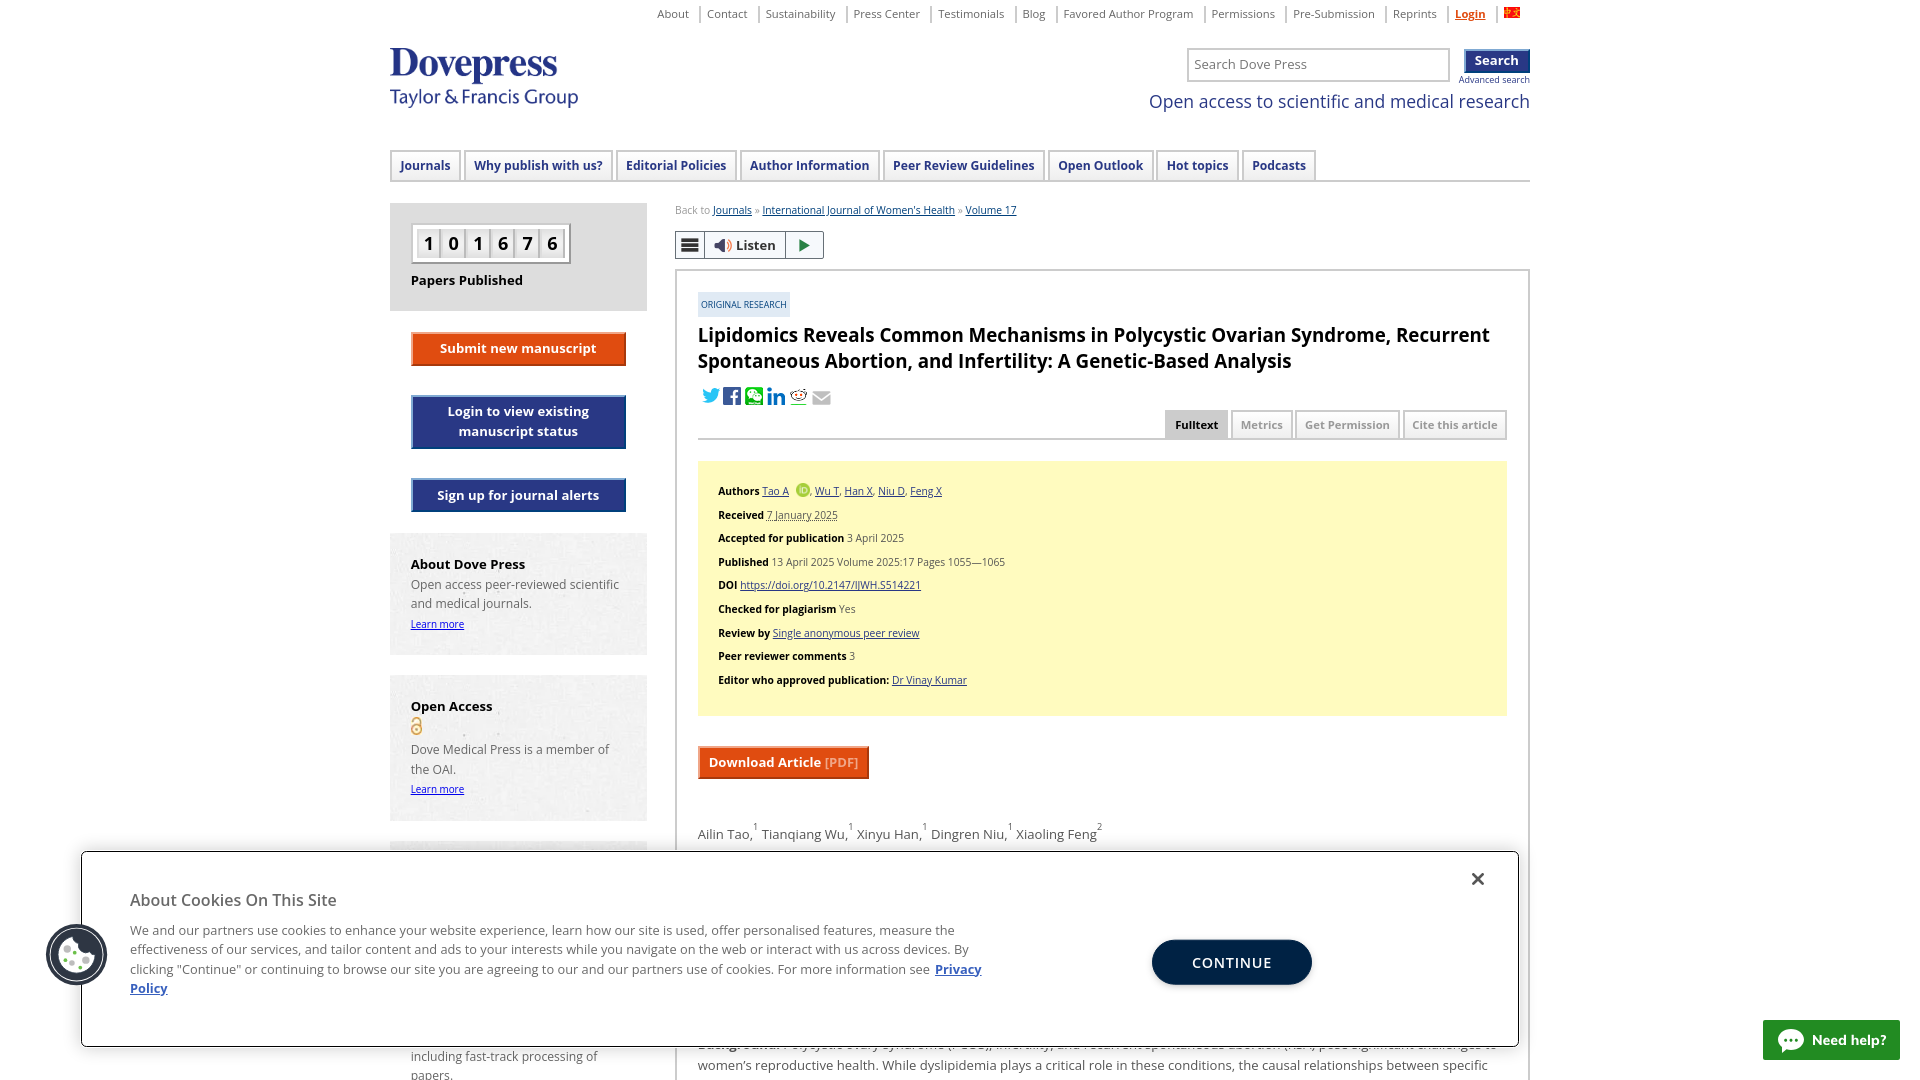 About
Contact
Sustainability
Press Center
Testimonials
Blog
Favored Author Program
Permissions
Pre-Submission
Reprints
Login
中文
Dovepress
Taylor & Francis Group
Search Dove Press
Search
Advanced search
Open access to scientific and medical research
Journals
Why publish with us?
Editorial Policies
Author Information
Peer Review Guidelines
Open Outlook
Hot topics
Podcasts
1 0 1 6 7 6
Papers Published
Submit new manuscript
Login to view existing
manuscript status
Sign up for journal alerts
About Dove Press
Open access peer-reviewed scientific
and medical journals.
Learn more
Open Access
Dove Medical Press is a member of
the OAI.
Learn more
including fast-track processing of
papers.
Back to Journals » International Journal of Women's Health » Volume 17
Listen
ORIGINAL RESEARCH
Lipidomics Reveals Common Mechanisms in Polycystic Ovarian Syndrome, Recurrent
Spontaneous Abortion, and Infertility: A Genetic-Based Analysis
Fulltext
Metrics
Get Permission
Cite this article
Authors Tao A iD, Wu T, Han X, Niu D, Feng X
Received 7 January 2025
Accepted for publication 3 April 2025
Published 13 April 2025 Volume 2025:17 Pages 1055—1065
DOI https://doi.org/10.2147/IJWH.S514221
Checked for plagiarism Yes
Review by Single anonymous peer review
Peer reviewer comments 3
Editor who approved publication: Dr Vinay Kumar
Download Article [PDF]
Ailin Tao,1 Tianqiang Wu,1 Xinyu Han,1 Dingren Niu,1 Xiaoling Feng2
women’s reproductive health. While dyslipidemia plays a critical role in these conditions, the causal relationships between specific
About Cookies On This Site
We and our partners use cookies to enhance your website experience, learn how our site is used, offer personalised features, measure the
effectiveness of our services, and tailor content and ads to your interests while you navigate on the web or interact with us across devices. By
clicking "Continue" or continuing to browse our site you are agreeing to our and our partners use of cookies. For more information see Privacy
Policy
CONTINUE
Need help?